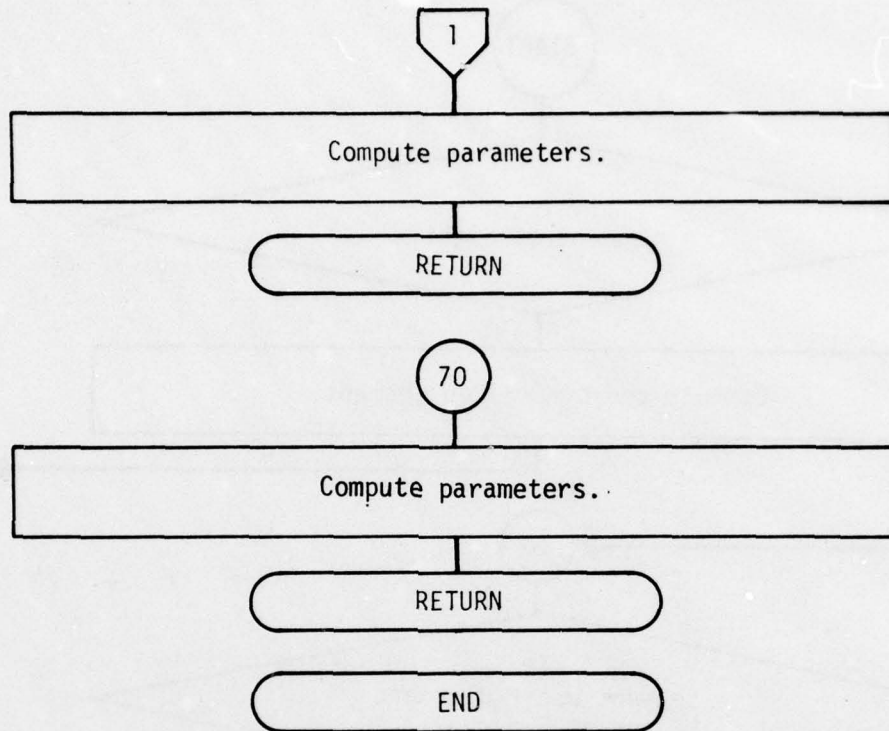 1
Compute parameters.
RETURN
70
Compute parameters.
RETURN
END